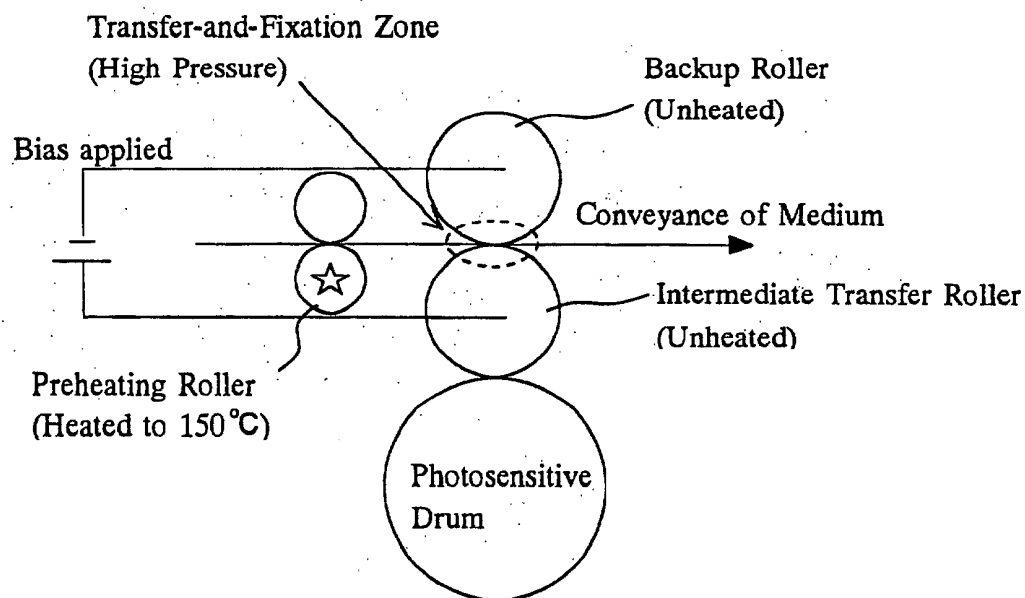 Transfer-and-Fixation Zone
(High Pressure)
Backup Roller
(Unheated)
Bias applied
Conveyance of Medium
Intermediate Transfer Roller
(Unheated)
Preheating Roller
(Heated to 150°C)
Photosensitive
Drum